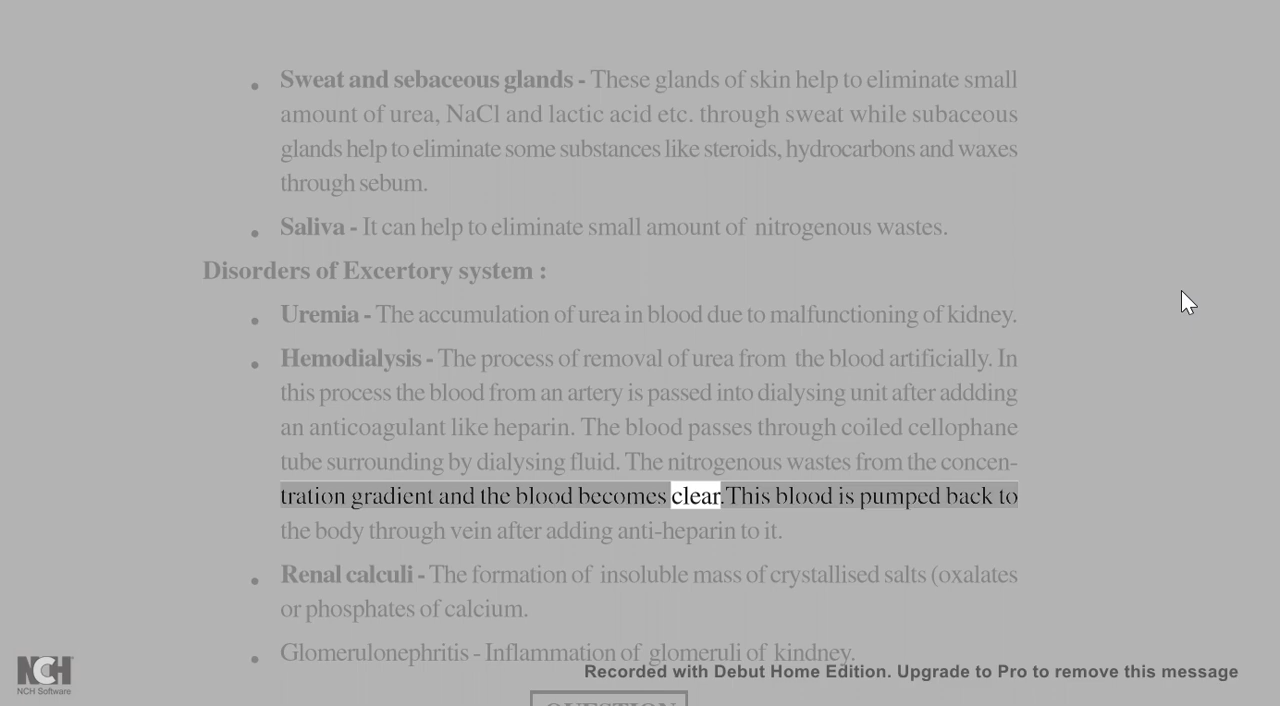 • Sweat and sebaceous glands - These glands of skin help to eliminate small
amount of urea, NaCl and lactic acid etc. through sweat while subaceous
glands help to eliminate some substances like steroids, hydrocarbons and waxes
through sebum.
• Saliva - It can help to eliminate small amount of nitrogenous wastes.
Disorders of Excertory system :
• Uremia - The accumulation of urea in blood due to malfunctioning of kidney.
• Hemodialysis - The process of removal of urea from the blood artificially. In
this process the blood from an artery is passed into dialysing unit after addding
an anticoagulant like heparin. The blood passes through coiled cellophane
tube surrounding by dialysing fluid. The nitrogenous wastes from the concen-
tration gradient and the blood becomes clear. This blood is pumped back to
the body through vein after adding anti-heparin to it.
• Renal calculi - The formation of insoluble mass of crystallised salts (oxalates
or phosphates of calcium.
• Glomerulonephritis - Inflammation of glomeruli of kindney.
Recorded with Debut Home Edition. Upgrade to Pro to remove this message
NCH
NCH Software
QUESTION